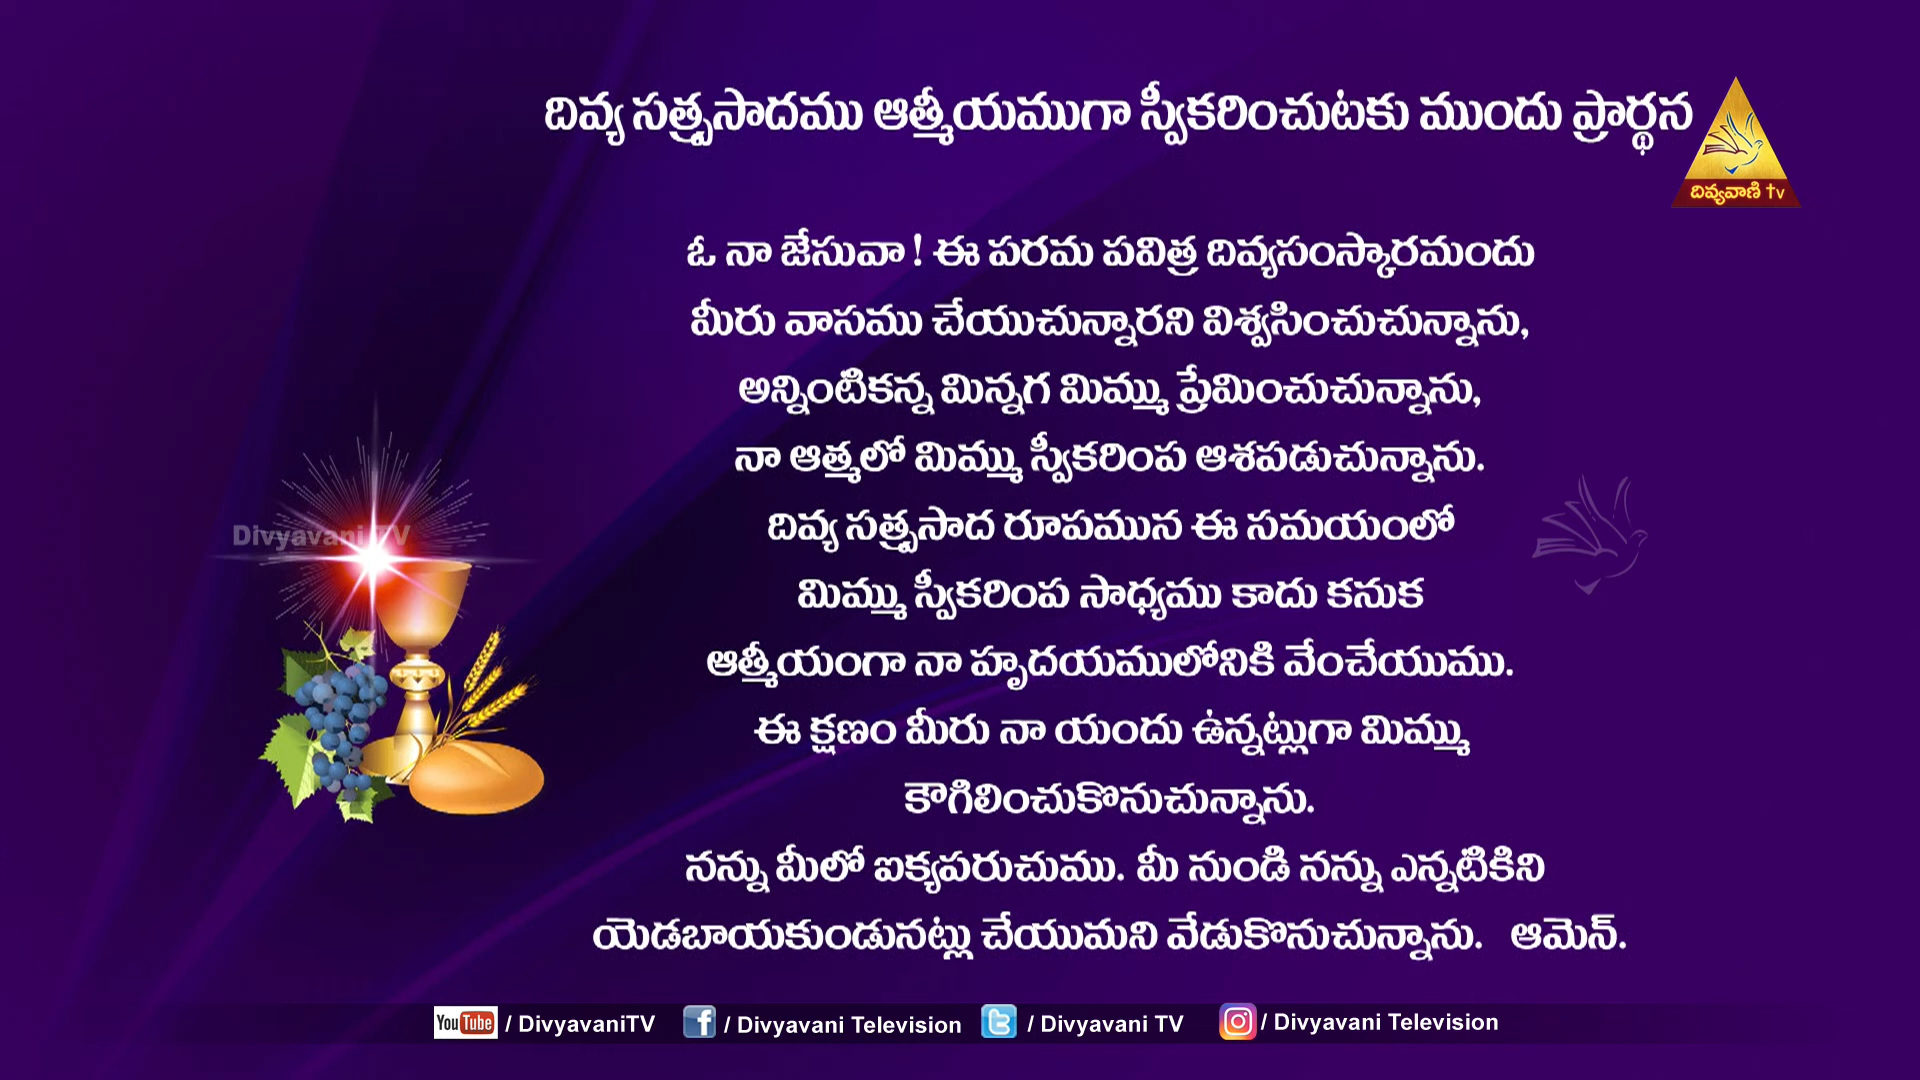 దివ్య సత్ప్రసాదము ఆత్మీయముగా స్వీకరించుటకు ముందు ప్రార్థన
దివ్యవాణి tv
ఓ నా జేసువా! ఈ పరమ పవిత్ర దివ్యసంస్కారమందు
మీరు వాసము చేయుచున్నారని విశ్వసించుచున్నాను,
అన్నింటికన్న మిన్నగ మిమ్ము ప్రేమించుచున్నాను,
నా ఆత్మలో మిమ్ము స్వీకరింప ఆశపడుచున్నాను.
దివ్య సత్ప్రసాద రూపమున ఈ సమయంలో
Divyavani TV
మిమ్ము స్వీకరింప సాధ్యము కాదు కనుక
ఆత్మీయంగా నా హృదయములోనికి వేంచేయుము.
ఈ క్షణం మీరు నా యందు ఉన్నట్లుగా మిమ్ము
కౌగిలించుకొనుచున్నాను.
నన్ను మీలో ఐక్యపరుచుము. మీ నుండి నన్ను ఎన్నటికిని
యెడబాయకుండునట్లు చేయుమని వేడుకొనుచున్నాను. ఆమెన్.
YouTube / DivyavaniTV f / Divyavani Television / Divyavani TV / Divyavani Television